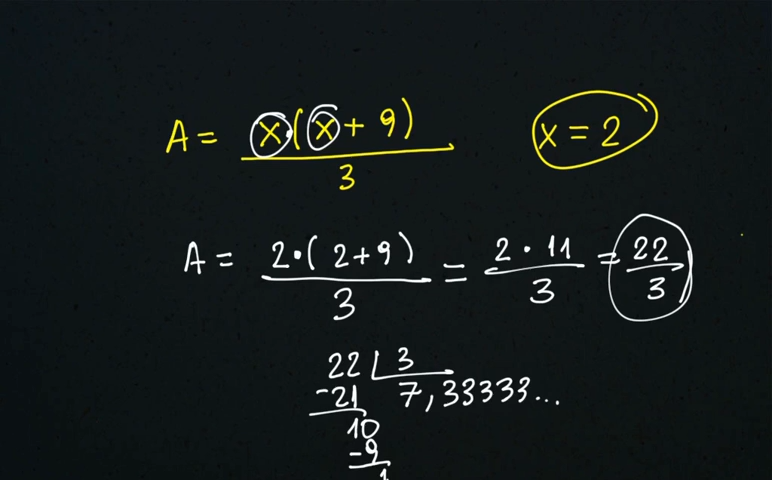 A = x·(x + 9)/3 x = 2
A = 2·(2+9)/3 = 2·11/3 = 22/3
22 | 3
-21 7,33333...
10
-9
1